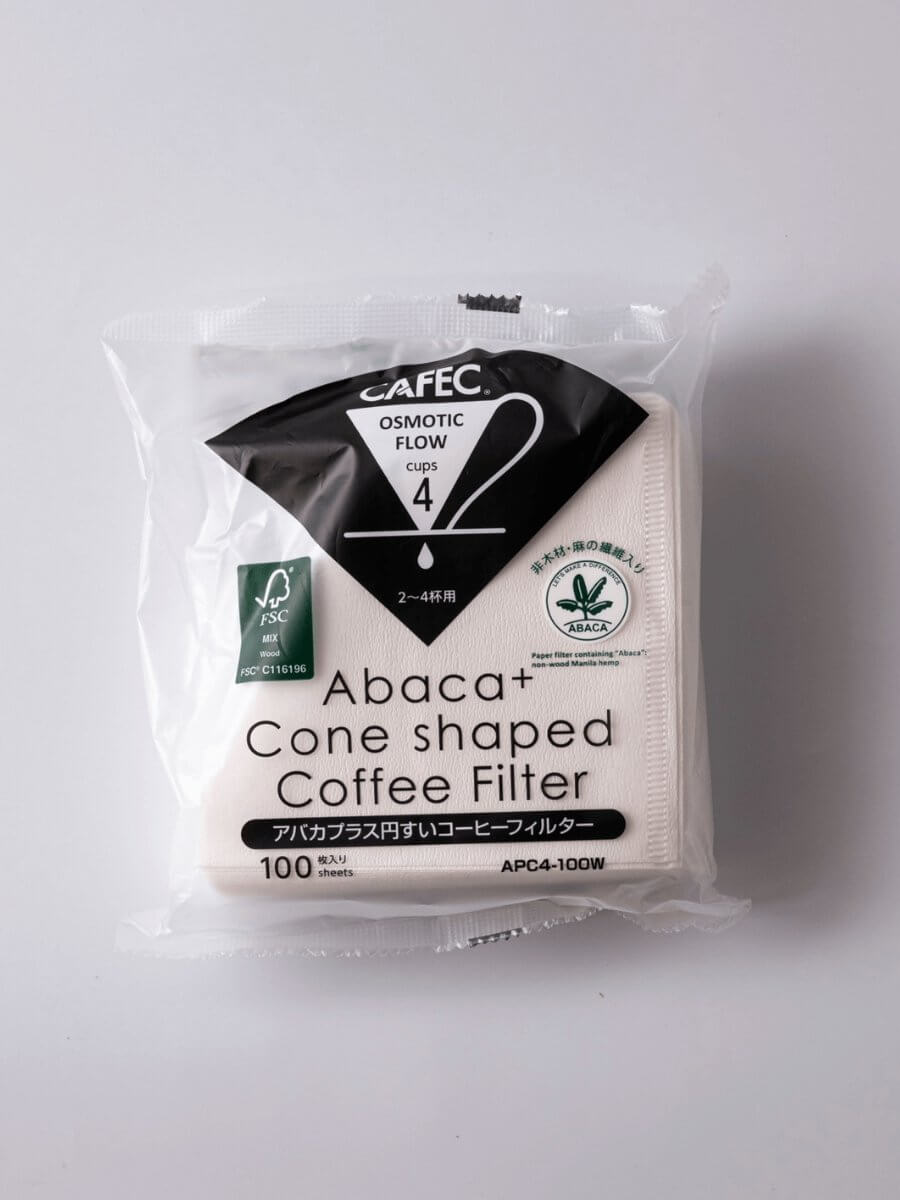 CAFEC®
OSMOTIC
FLOW
cups
4
2〜4杯用
非木材・麻の繊維入り
LET'S MAKE A DIFFERENCE
ABACA
Paper filter containing "Abaca":
non-wood Manila hemp
FSC
MIX
Wood
FSC® C116196
Abaca+
Cone shaped
Coffee Filter
アバカプラス円すいコーヒーフィルター
100 枚入り
sheets
APC4-100W